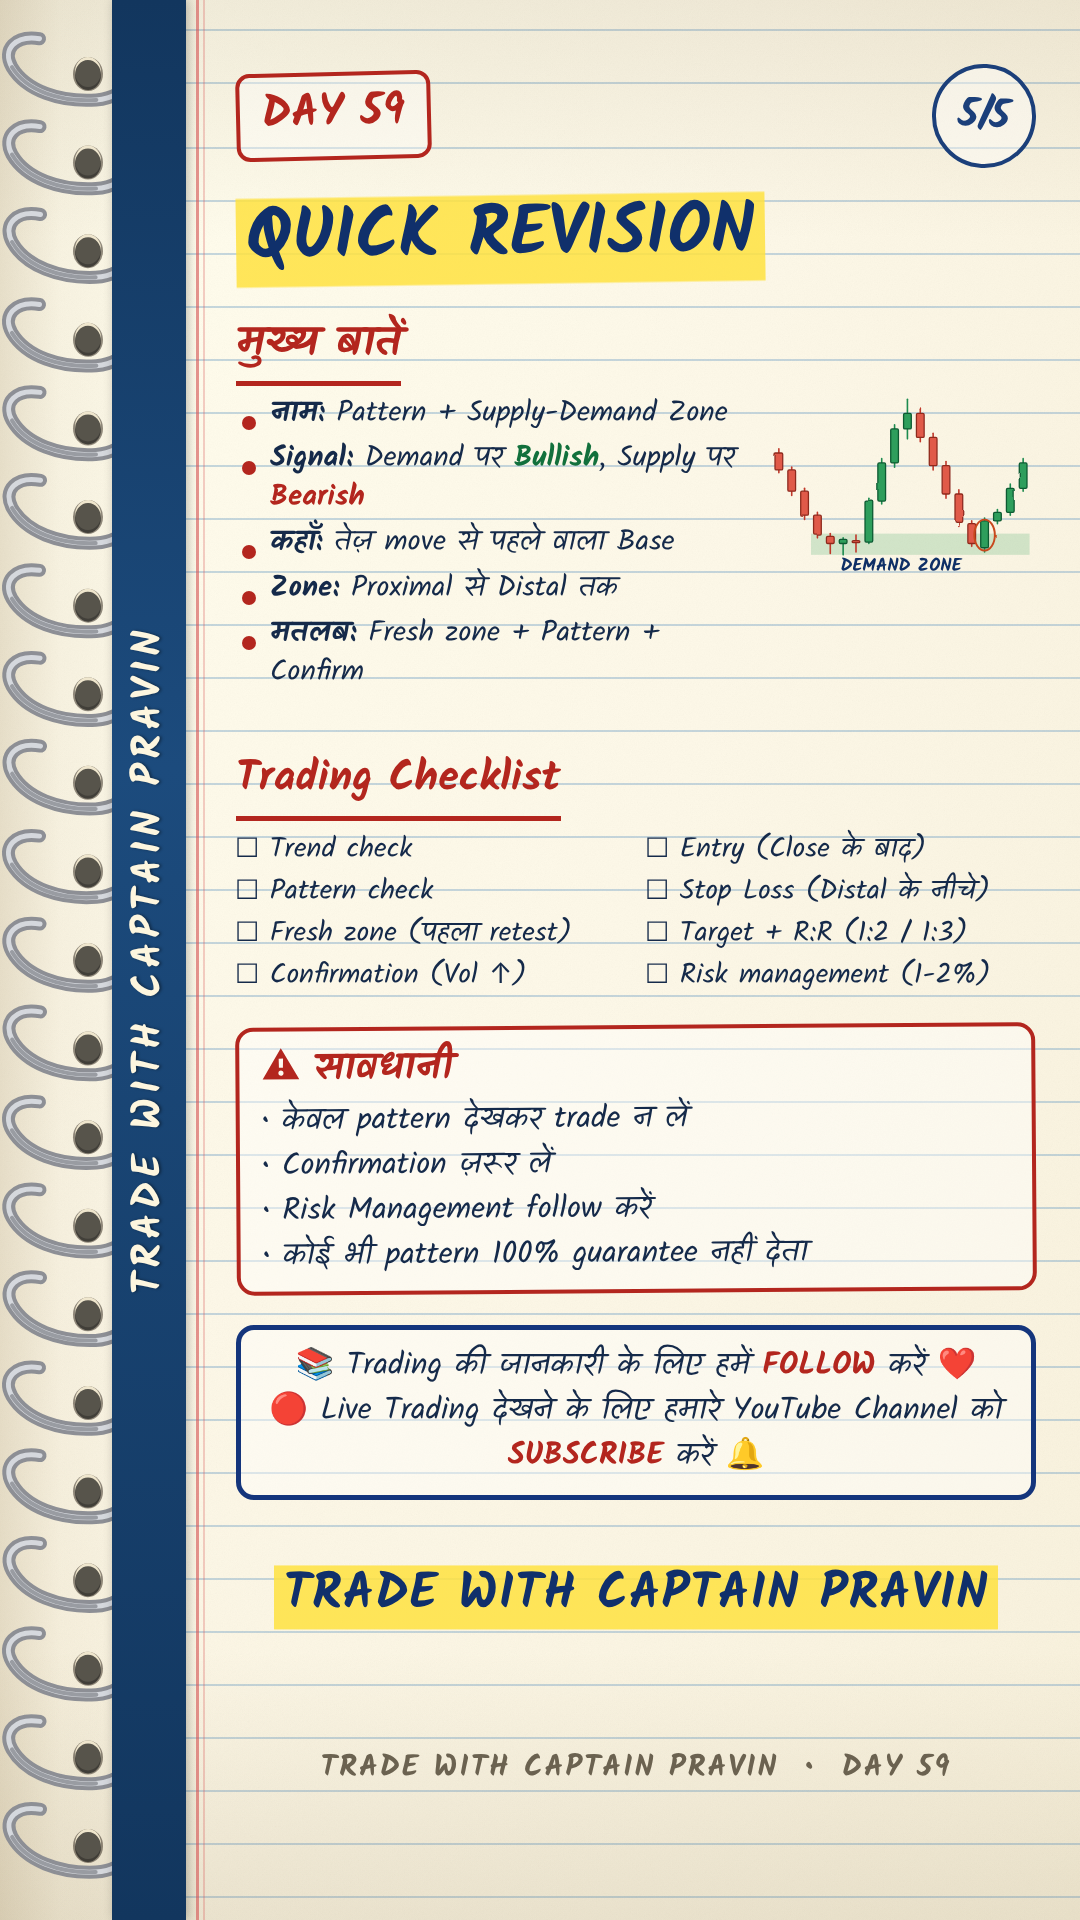 DAY 59
5/5
QUICK REVISION
मुख्य बातें
नाम: Pattern + Supply-Demand Zone
Signal: Demand पर Bullish, Supply पर
Bearish
कहाँ: तेज़ move से पहले वाला Base
Zone: Proximal से Distal तक
मतलब: Fresh zone + Pattern +
Confirm
DEMAND ZONE
Trading Checklist
☐ Trend check
☐ Pattern check
☐ Fresh zone (पहला retest)
☐ Confirmation (Vol ↑)
☐ Entry (Close के बाद)
☐ Stop Loss (Distal के नीचे)
☐ Target + R:R (1:2 / 1:3)
☐ Risk management (1-2%)
⚠ सावधानी
· केवल pattern देखकर trade न लें
· Confirmation ज़रूर लें
· Risk Management follow करें
· कोई भी pattern 100% guarantee नहीं देता
📚 Trading की जानकारी के लिए हमें FOLLOW करें ❤️
🔴 Live Trading देखने के लिए हमारे YouTube Channel को
SUBSCRIBE करें 🔔
TRADE WITH CAPTAIN PRAVIN
TRADE WITH CAPTAIN PRAVIN · DAY 59
TRADE WITH CAPTAIN PRAVIN